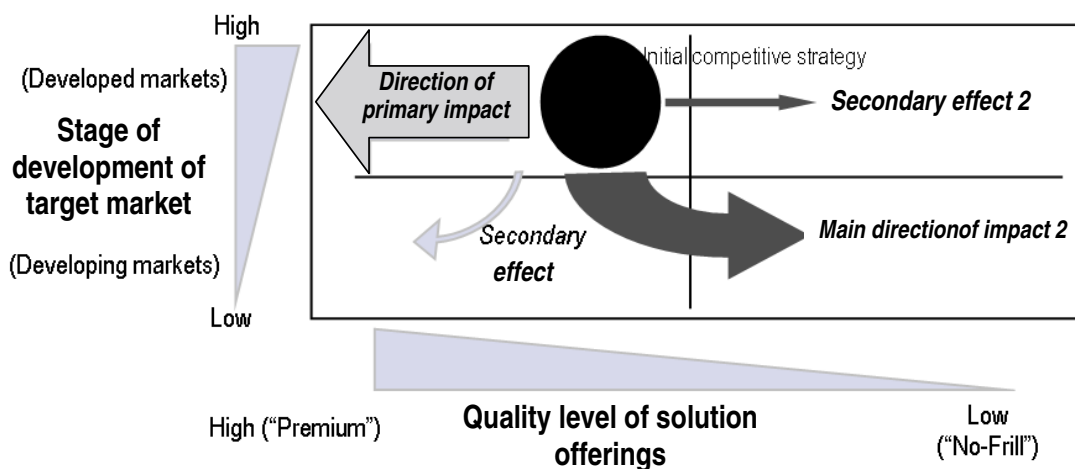 High
(Developed markets)
Stage of
development of
target market
(Developing markets)
Low
Direction of
primary impact
Initial competitive strategy
Secondary effect 2
Secondary
effect
Main directionof impact 2
High (“Premium”)
Quality level of solution
offerings
Low
(“No-Frill”)